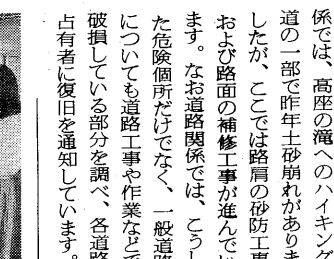 係では、高座の滝へのハイキング
道の一部で昨年土砂崩れがありま
したが、ここでは路肩の砂防工事
および路面の補修工事が進んでい
ます。なお道路関係では、こうし
た危険個所だけでなく、一般道路
についても道路工事や作業などで
破損している部分を調べ、各道路
占有者に復旧を通知しています。